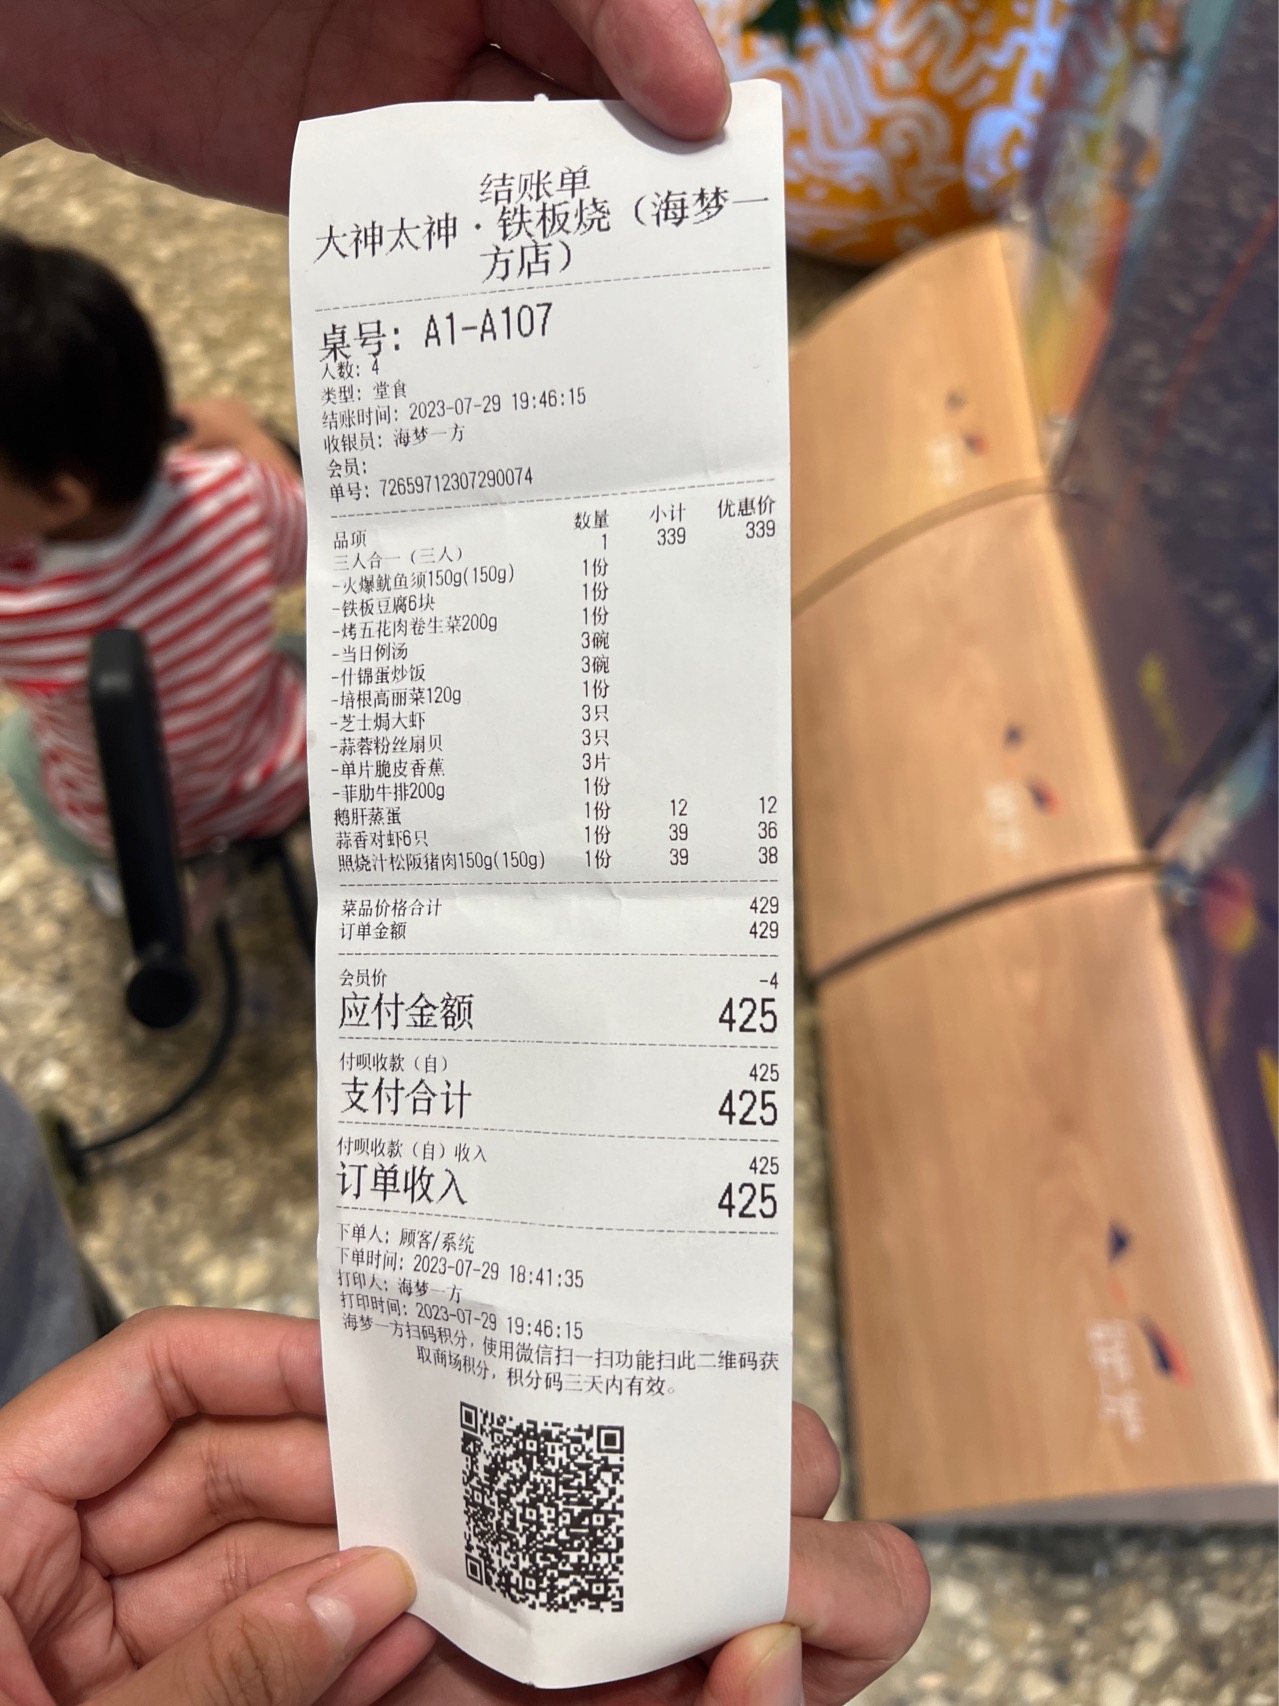 结账单
大神太神·铁板烧（海梦一
方店）
桌号：A1-A107
人数：4
类型：堂食
结账时间：2023-07-29 19:46:15
收银员：海梦一方
会员：
单号：72659712307290074
品项 数量 小计 优惠价
三人合一（三人） 1 339 339
-火爆鱿鱼须150g(150g) 1份
-铁板豆腐6块 1份
-烤五花肉卷生菜200g 1份
-当日例汤 3碗
-什锦蛋炒饭 3碗
-培根高丽菜120g 1份
-芝士焗大虾 3只
-蒜蓉粉丝扇贝 3只
-单片脆皮香蕉 3片
-菲肋牛排200g 1份
鹅肝蒸蛋 1份 12 12
蒜香对虾6只 1份 39 36
照烧汁松阪猪肉150g(150g) 1份 39 38
菜品价格合计 429
订单金额 429
会员价 -4
应付金额 425
付呗收款（自） 425
支付合计 425
付呗收款（自）收入 425
订单收入 425
下单人：顾客/系统
下单时间：2023-07-29 18:41:35
打印人：海梦一方
打印时间：2023-07-29 19:46:15
海梦一方扫码积分，使用微信扫一扫功能扫此二维码获
取商场积分，积分码三天内有效。